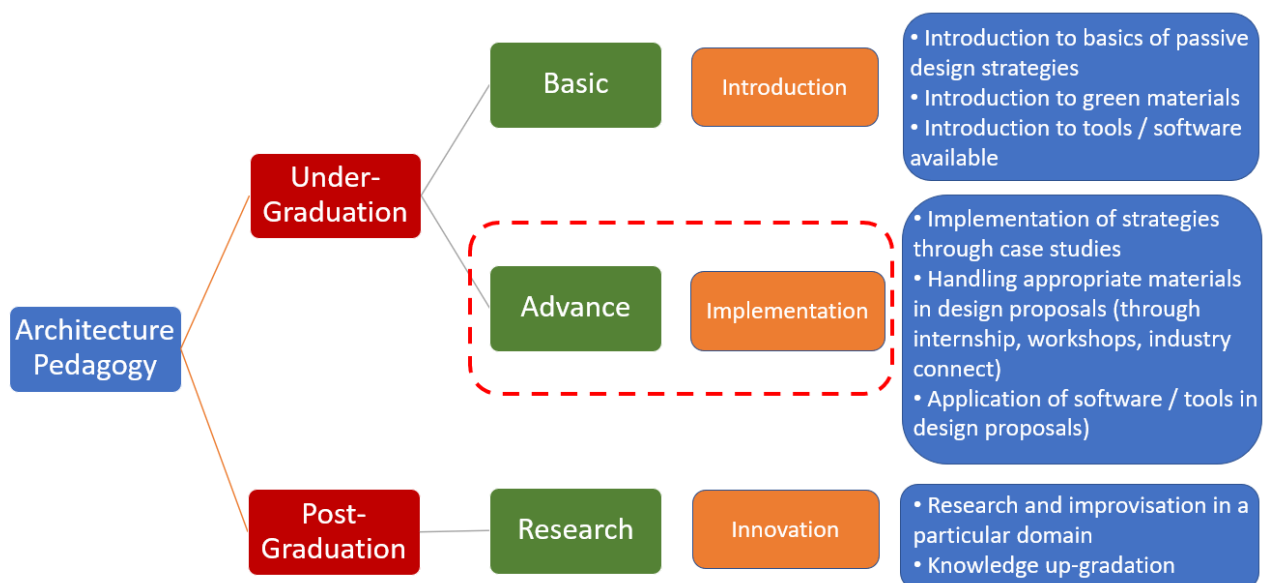 Architecture
Pedagogy
Under-
Graduation
Basic
Introduction
• Introduction to basics of passive
design strategies
• Introduction to green materials
• Introduction to tools / software
available
Advance
Implementation
• Implementation of strategies
through case studies
• Handling appropriate materials
in design proposals (through
internship, workshops, industry
connect)
• Application of software / tools in
design proposals)
Post-
Graduation
Research
Innovation
• Research and improvisation in a
particular domain
• Knowledge up-gradation